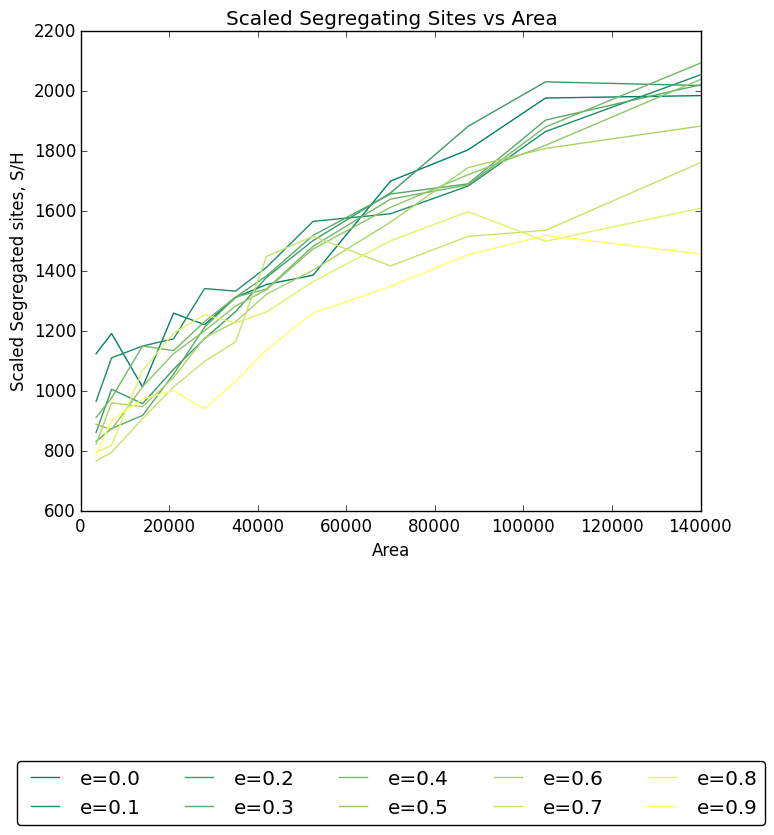 Scaled Segregating Sites vs Area
2200
2000
1800
1600
1400
1200
1000
800
600
Scaled Segregated sites, S/H
0 20000 40000 60000 80000 100000 120000 140000
Area
e=0.0 e=0.2 e=0.4 e=0.6 e=0.8
e=0.1 e=0.3 e=0.5 e=0.7 e=0.9